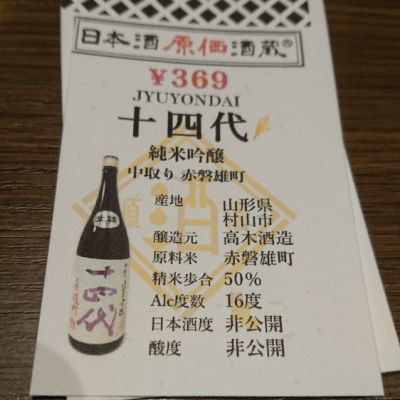 日本酒原価酒蔵®
¥369
JYUYONDAI
十四代
純米吟醸
中取り 赤磐雄町
産地 山形県
村山市
醸造元 高木酒造
原料米 赤磐雄町
精米歩合 50%
Alc度数 16度
日本酒度 非公開
酸度 非公開
原
酒
十四代